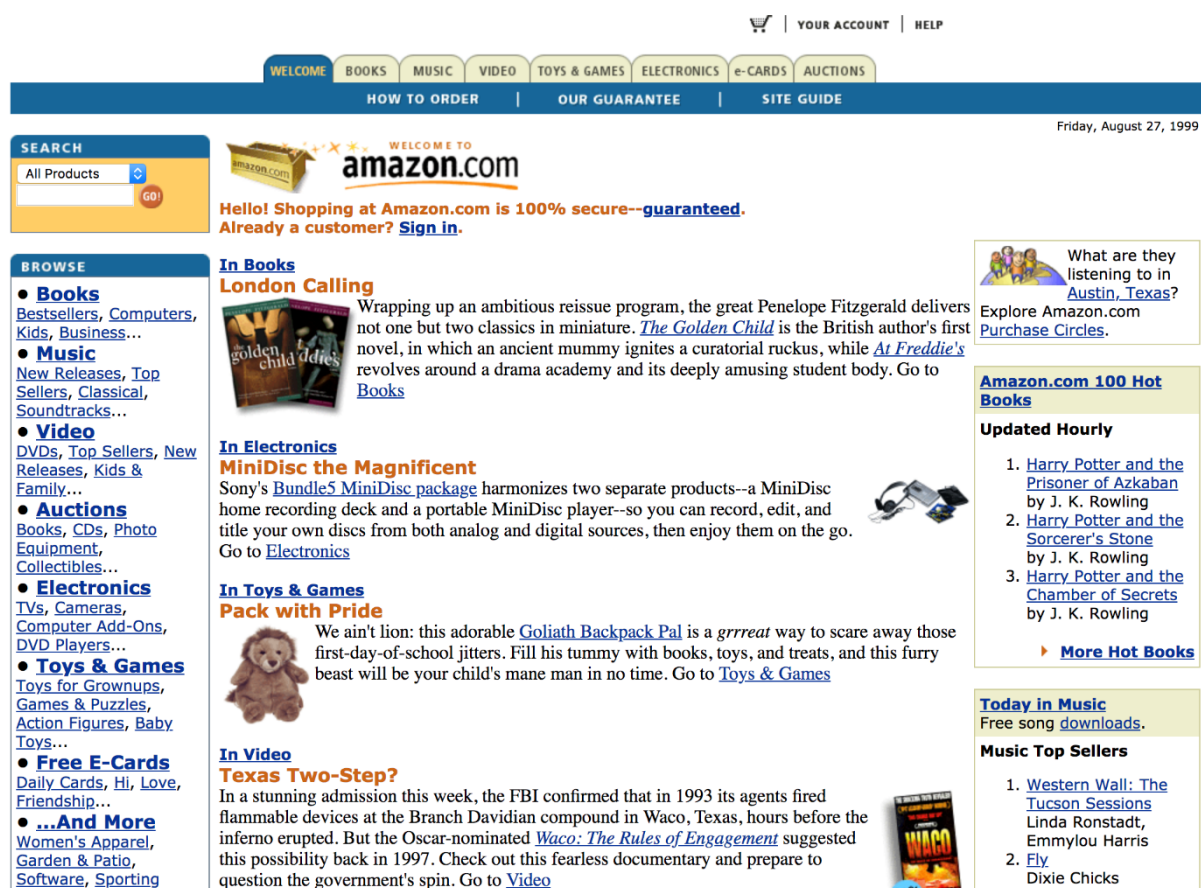 YOUR ACCOUNT | HELP
WELCOME BOOKS MUSIC VIDEO TOYS & GAMES ELECTRONICS e-CARDS AUCTIONS
HOW TO ORDER | OUR GUARANTEE | SITE GUIDE
Friday, August 27, 1999
SEARCH
All Products
GO!
BROWSE
• Books
Bestsellers, Computers,
Kids, Business...
• Music
New Releases, Top
Sellers, Classical,
Soundtracks...
• Video
DVDs, Top Sellers, New
Releases, Kids &
Family...
• Auctions
Books, CDs, Photo
Equipment,
Collectibles...
• Electronics
TVs, Cameras,
Computer Add-Ons,
DVD Players...
• Toys & Games
Toys for Grownups,
Games & Puzzles,
Action Figures, Baby
Toys...
• Free E-Cards
Daily Cards, Hi, Love,
Friendship...
• ...And More
Women's Apparel,
Garden & Patio,
Software, Sporting
amazon.com
WELCOME TO
amazon.com
Hello! Shopping at Amazon.com is 100% secure--guaranteed.
Already a customer? Sign in.
In Books
London Calling
the golden child
ddie's
Wrapping up an ambitious reissue program, the great Penelope Fitzgerald delivers
not one but two classics in miniature. The Golden Child is the British author's first
novel, in which an ancient mummy ignites a curatorial ruckus, while At Freddie's
revolves around a drama academy and its deeply amusing student body. Go to
Books
In Electronics
MiniDisc the Magnificent
Sony's Bundle5 MiniDisc package harmonizes two separate products--a MiniDisc
home recording deck and a portable MiniDisc player--so you can record, edit, and
title your own discs from both analog and digital sources, then enjoy them on the go.
Go to Electronics
In Toys & Games
Pack with Pride
We ain't lion: this adorable Goliath Backpack Pal is a grrreat way to scare away those
first-day-of-school jitters. Fill his tummy with books, toys, and treats, and this furry
beast will be your child's mane man in no time. Go to Toys & Games
In Video
Texas Two-Step?
In a stunning admission this week, the FBI confirmed that in 1993 its agents fired
flammable devices at the Branch Davidian compound in Waco, Texas, hours before the
inferno erupted. But the Oscar-nominated Waco: The Rules of Engagement suggested
this possibility back in 1997. Check out this fearless documentary and prepare to
question the government's spin. Go to Video
WACO
What are they
listening to in
Austin, Texas?
Explore Amazon.com
Purchase Circles.
Amazon.com 100 Hot
Books
Updated Hourly
1. Harry Potter and the
Prisoner of Azkaban
by J. K. Rowling
2. Harry Potter and the
Sorcerer's Stone
by J. K. Rowling
3. Harry Potter and the
Chamber of Secrets
by J. K. Rowling
More Hot Books
Today in Music
Free song downloads.
Music Top Sellers
1. Western Wall: The
Tucson Sessions
Linda Ronstadt,
Emmylou Harris
2. Fly
Dixie Chicks